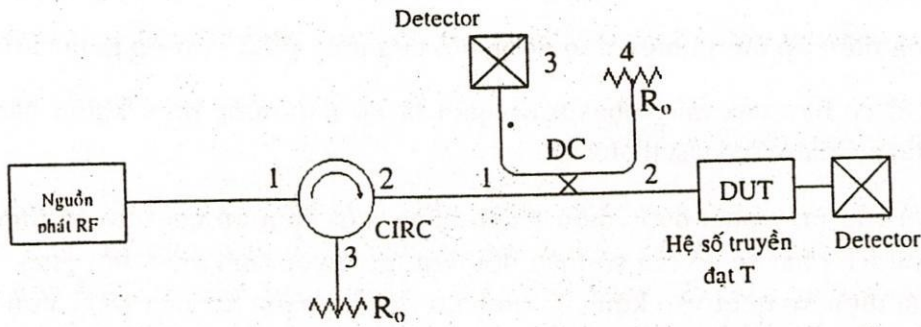 Detector
3
4
R₀
DC
1
2
1
2
Nguồn
phát RF
CIRC
3
R₀
DUT
Hệ số truyền
đạt T
Detector